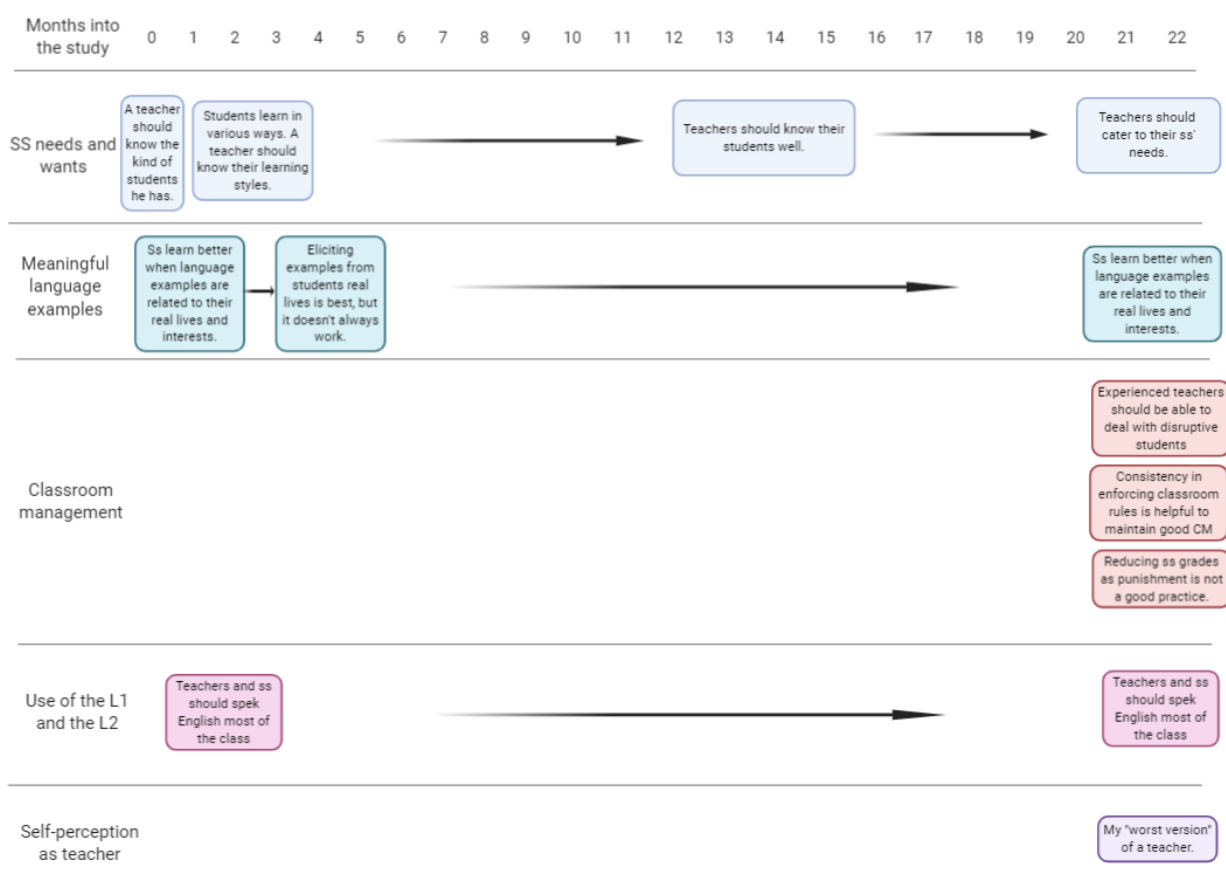 Months into
the study
0 1 2 3 4 5 6 7 8 9 10 11 12 13 14 15 16 17 18 19 20 21 22
SS needs and
wants
A teacher
should
know the
kind of
students
he has.
Students learn in
various ways. A
teacher should
know their learning
styles.
Teachers should know their
students well.
Teachers should
cater to their ss'
needs.
Meaningful
language
examples
Ss learn better
when language
examples are
related to their
real lives and
interests.
Eliciting
examples from
students real
lives is best, but
it doesn't always
work.
Ss learn better when
language examples
are related to their
real lives and
interests.
Classroom
management
Experienced teachers
should be able to
deal with disruptive
students
Consistency in
enforcing classroom
rules is helpful to
maintain good CM
Reducing ss grades
as punishment is not
a good practice.
Use of the L1
and the L2
Teachers and ss
should spek
English most of
the class
Teachers and ss
should spek
English most of
the class
Self-perception
as teacher
My "worst version"
of a teacher.